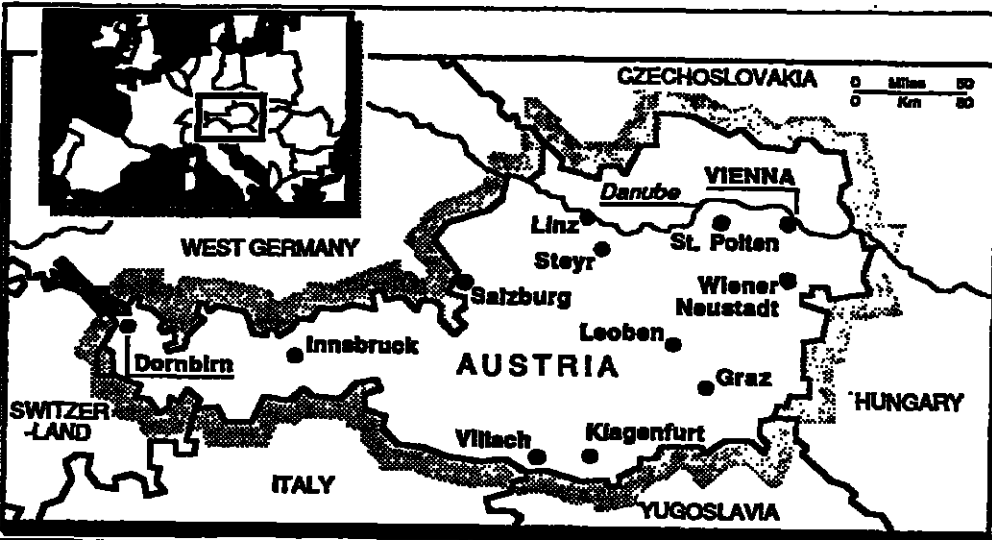 CZECHOSLOVAKIA
0 Miles 50
0 Km 80
VIENNA
Danube
Linz
St. Polten
WEST GERMANY
Steyr
Salzburg
Wiener
Neustadt
Leoben
Innsbruck
Dornbirn
AUSTRIA
Graz
SWITZER
-LAND
HUNGARY
Villach
Klagenfurt
ITALY
YUGOSLAVIA